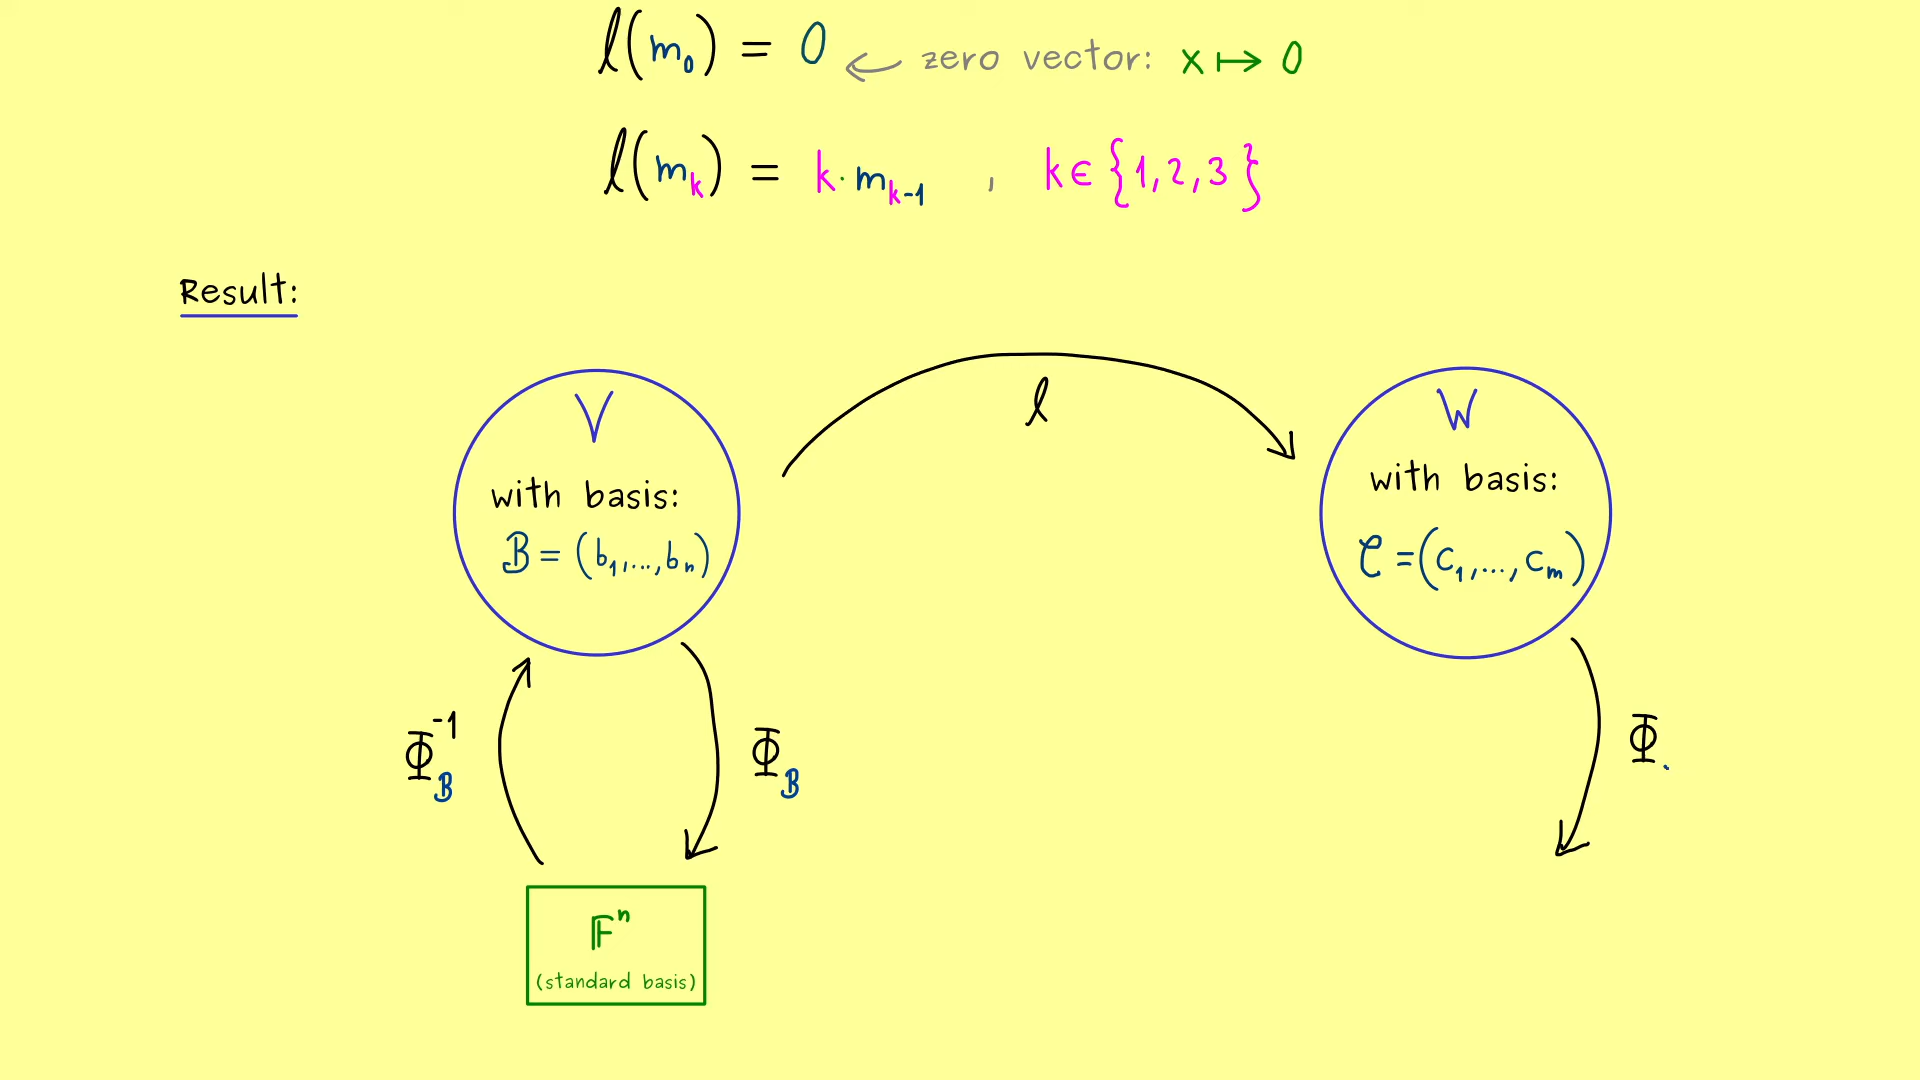 ℓ(m₀) = 0 ← zero vector: x ↦ 0
ℓ(mₖ) = k·mₖ₋₁ , k ∈ {1,2,3}
Result:
V
with basis:
B = (b₁,...,bₙ)
ℓ
W
with basis:
C = (c₁,...,cₘ)
Φ_B⁻¹
Φ_B
Φ
𝔽ⁿ
(standard basis)